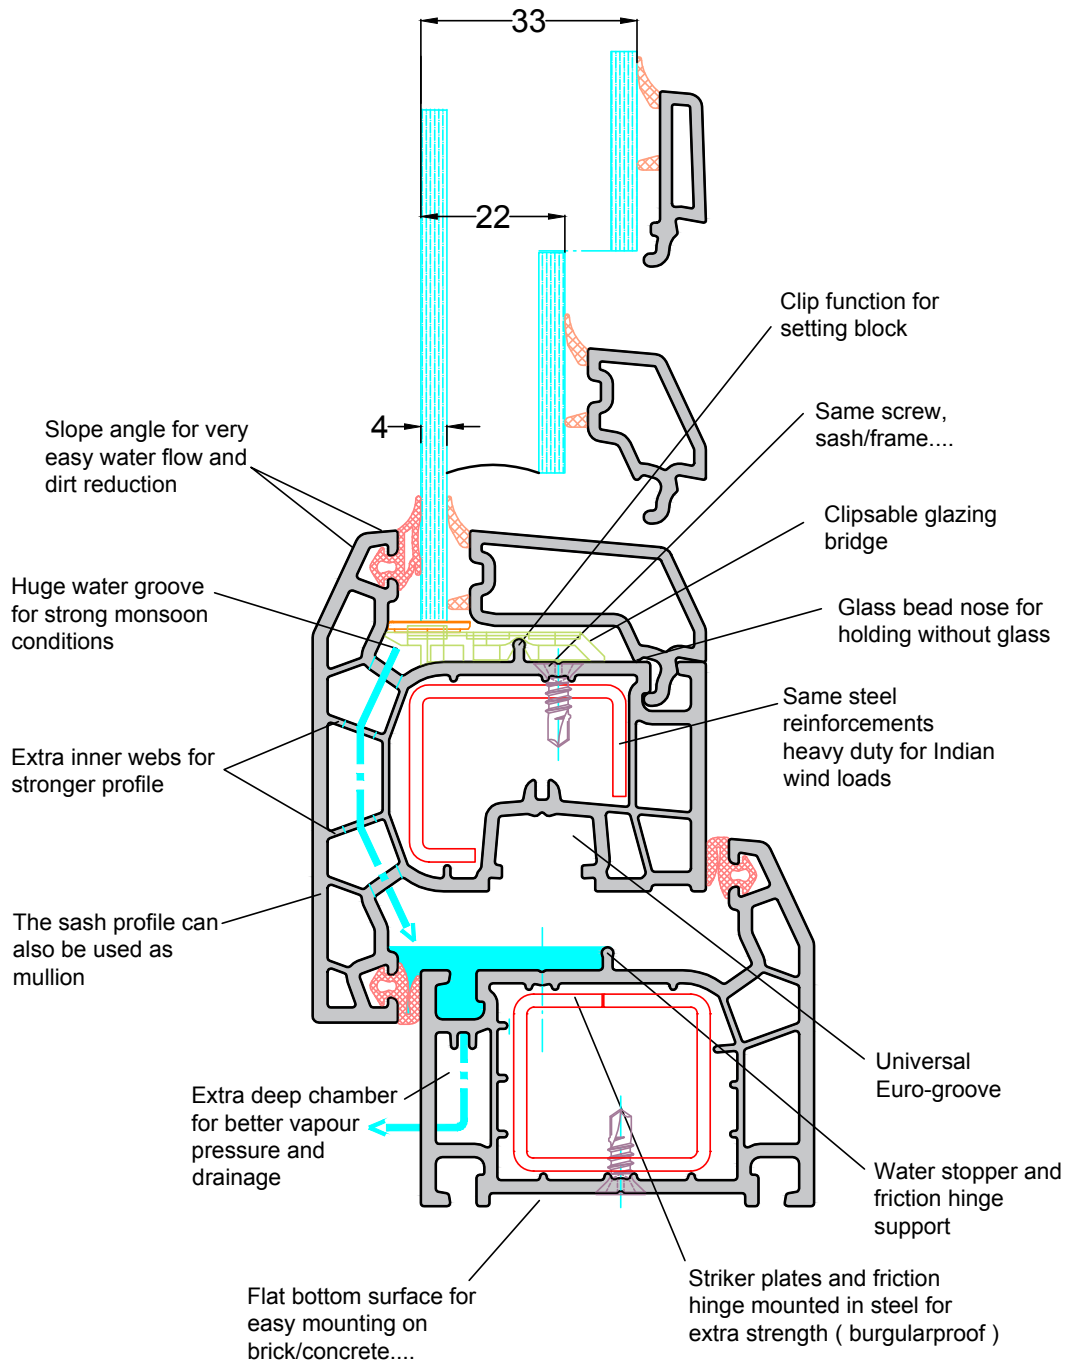 33
22
Clip function for
setting block
4
Same screw,
sash/frame....
Slope angle for very
easy water flow and
dirt reduction
Clipsable glazing
bridge
Huge water groove
for strong monsoon
conditions
Glass bead nose for
holding without glass
Same steel
reinforcements
heavy duty for Indian
wind loads
Extra inner webs for
stronger profile
The sash profile can
also be used as
mullion
Universal
Euro-groove
Extra deep chamber
for better vapour
pressure and
drainage
Water stopper and
friction hinge
support
Striker plates and friction
hinge mounted in steel for
extra strength ( burgularproof )
Flat bottom surface for
easy mounting on
brick/concrete....